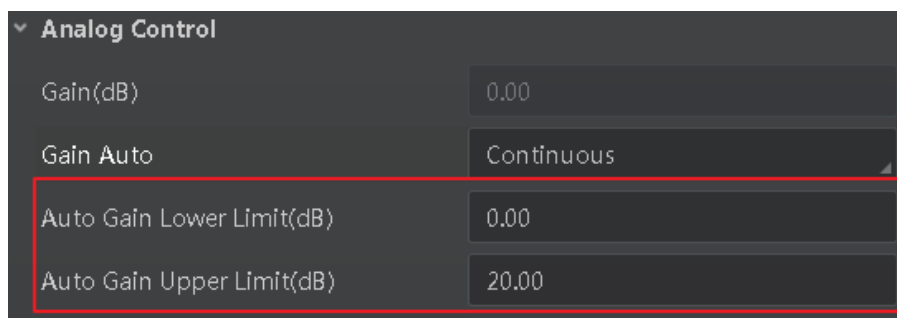 Analog Control
Gain(dB) 0.00
Gain Auto Continuous
Auto Gain Lower Limit(dB) 0.00
Auto Gain Upper Limit(dB) 20.00